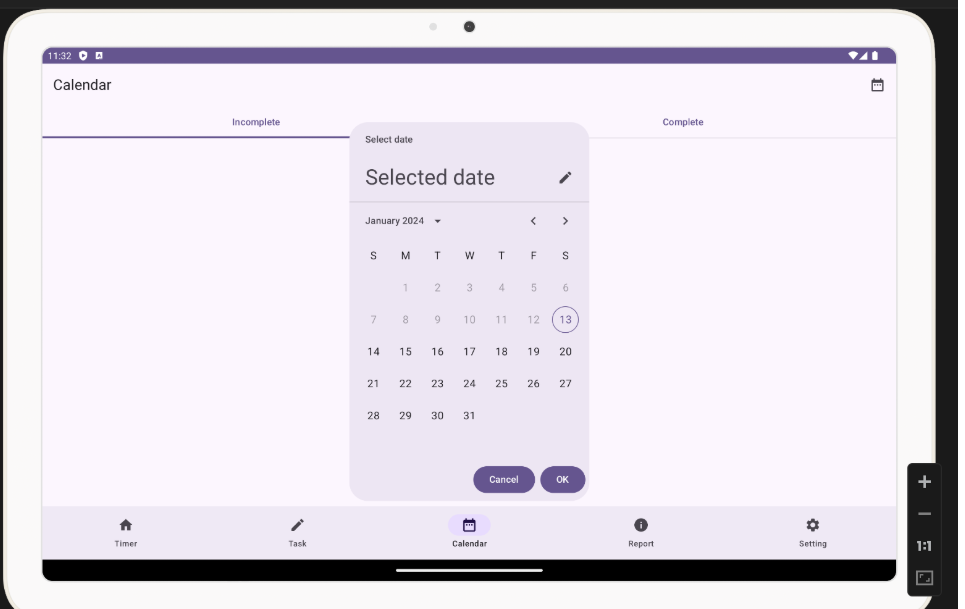 11:32
Calendar
Incomplete
Complete
Select date
Selected date
January 2024
S M T W T F S
1 2 3 4 5 6
7 8 9 10 11 12 13
14 15 16 17 18 19 20
21 22 23 24 25 26 27
28 29 30 31
Cancel OK
Timer Task Calendar Report Setting
1:1